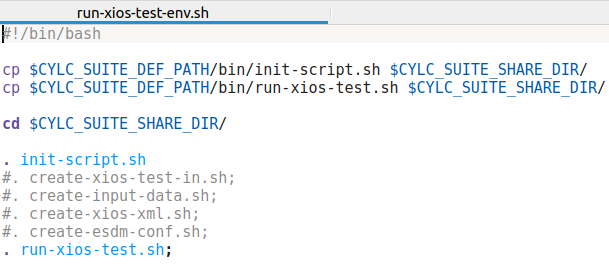 run-xios-test-env.sh
#!/bin/bash
cp $CYLC_SUITE_DEF_PATH/bin/init-script.sh $CYLC_SUITE_SHARE_DIR/
cp $CYLC_SUITE_DEF_PATH/bin/run-xios-test.sh $CYLC_SUITE_SHARE_DIR/
cd $CYLC_SUITE_SHARE_DIR/
. init-script.sh
#. create-xios-test-in.sh;
#. create-input-data.sh;
#. create-xios-xml.sh;
#. create-esdm-conf.sh;
. run-xios-test.sh;